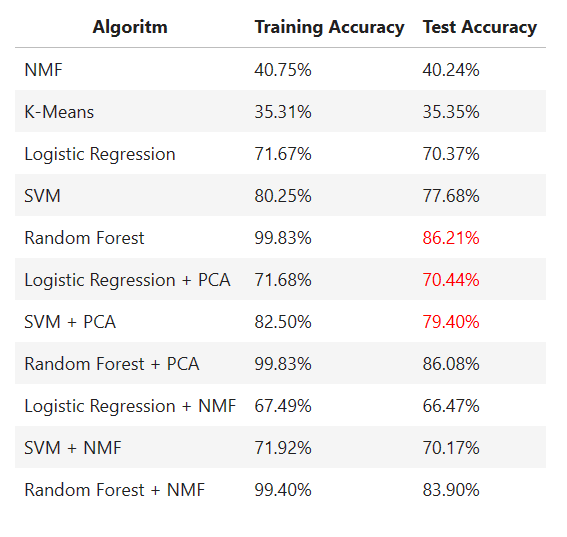 Algoritm Training Accuracy Test Accuracy
NMF 40.75% 40.24%
K-Means 35.31% 35.35%
Logistic Regression 71.67% 70.37%
SVM 80.25% 77.68%
Random Forest 99.83% 86.21%
Logistic Regression + PCA 71.68% 70.44%
SVM + PCA 82.50% 79.40%
Random Forest + PCA 99.83% 86.08%
Logistic Regression + NMF 67.49% 66.47%
SVM + NMF 71.92% 70.17%
Random Forest + NMF 99.40% 83.90%